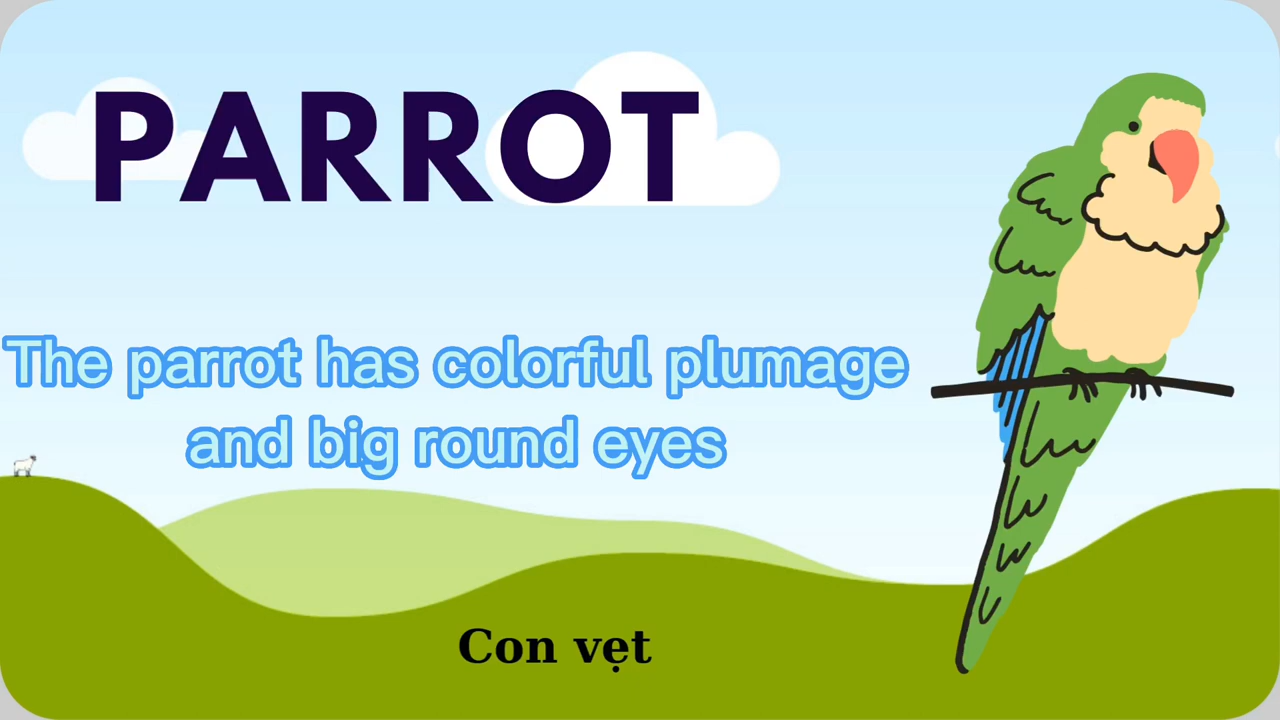 PARROT
The parrot has colorful plumage
and big round eyes
Con vẹt